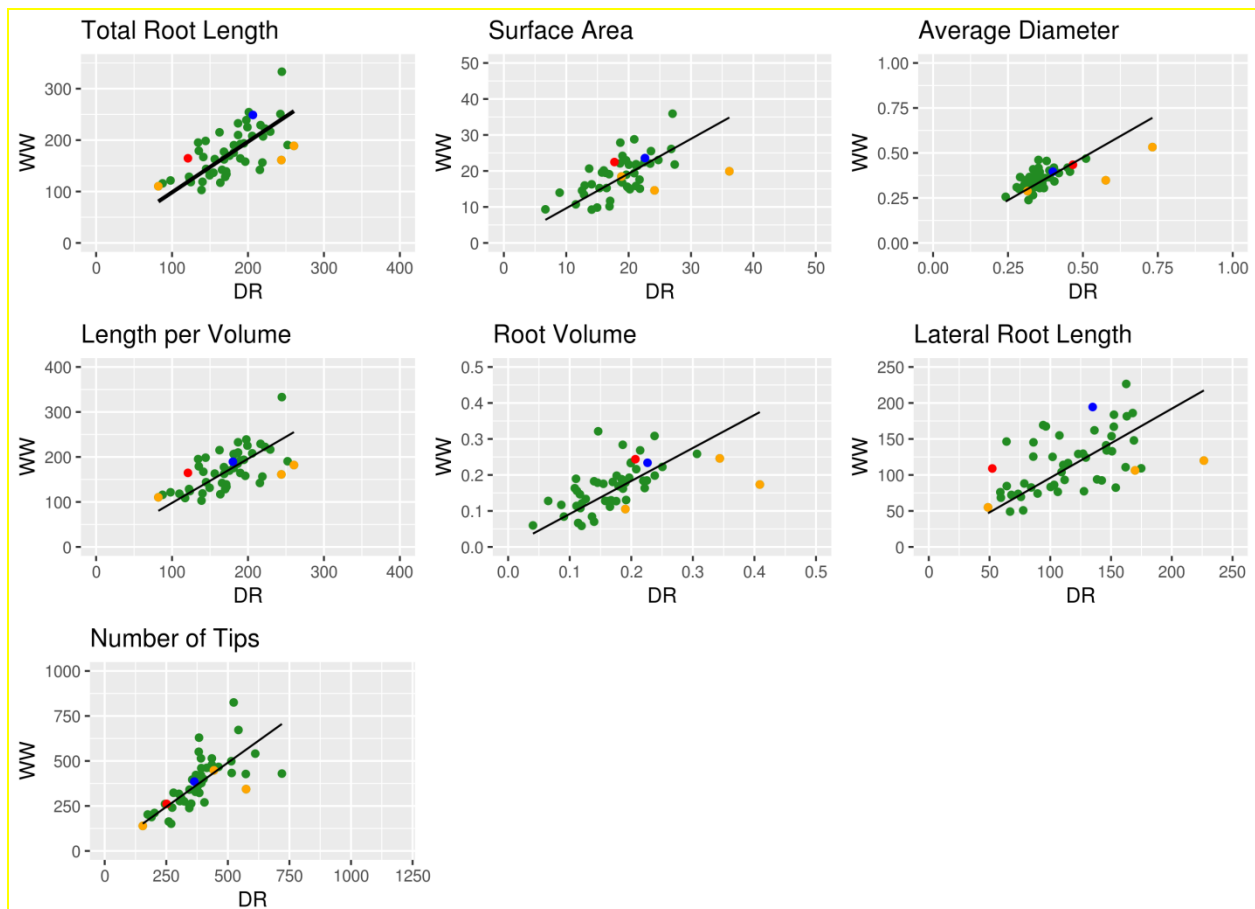 Total Root Length
WW
300
200
100
0
0 100 200 300 400
DR
Surface Area
WW
50
40
30
20
10
0
0 10 20 30 40 50
DR
Average Diameter
WW
1.00
0.75
0.50
0.25
0.00
0.00 0.25 0.50 0.75 1.00
DR
Length per Volume
WW
400
300
200
100
0
0 100 200 300 400
DR
Root Volume
WW
0.5
0.4
0.3
0.2
0.1
0.0
0.0 0.1 0.2 0.3 0.4 0.5
DR
Lateral Root Length
WW
250
200
150
100
50
0
0 50 100 150 200 250
DR
Number of Tips
WW
1000
750
500
250
0
0 250 500 750 1000 1250
DR